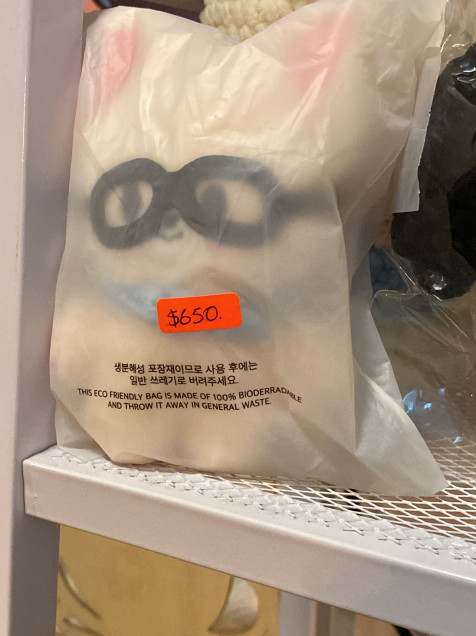 $650.
생분해성 포장재이므로 사용 후에는
일반 쓰레기로 버려주세요.
THIS ECO FRIENDLY BAG IS MADE OF 100% BIODERRADABLE
AND THROW IT AWAY IN GENERAL WASTE.